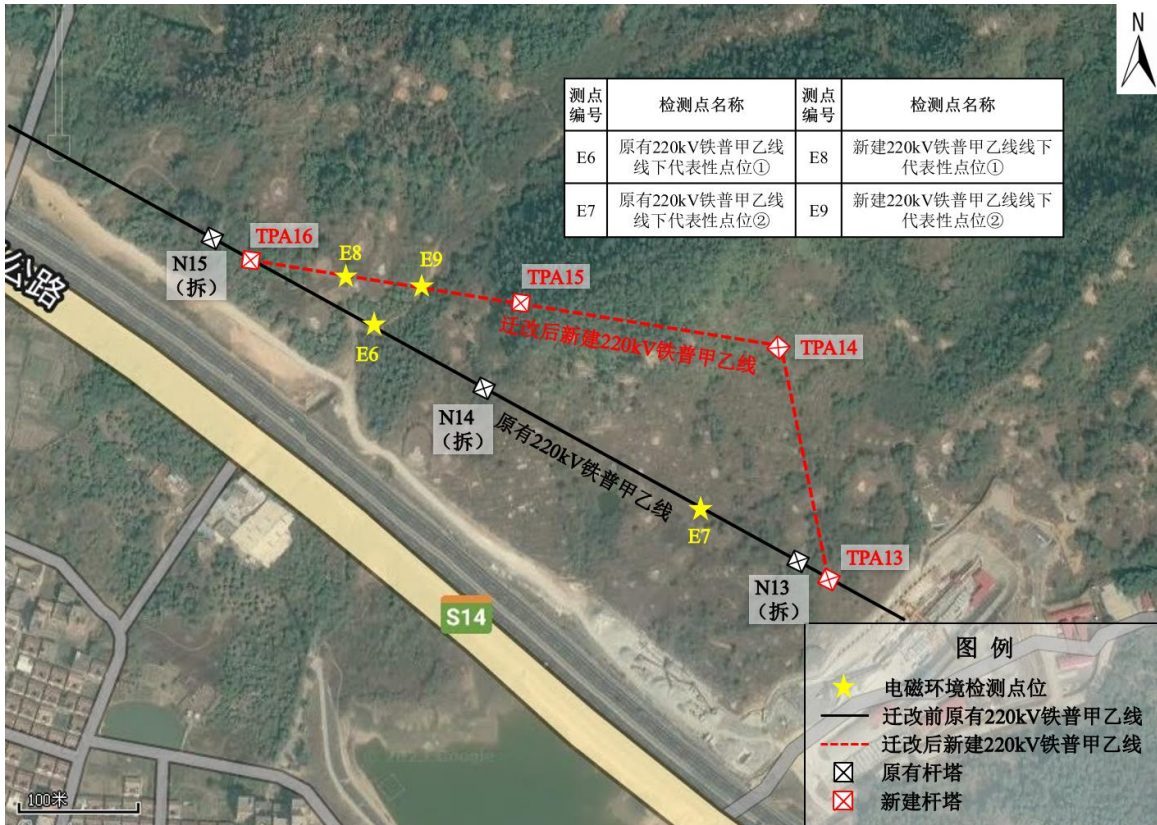 N
测点编号 检测点名称 测点编号 检测点名称
E6 原有220kV铁普甲乙线线下代表性点位① E8 新建220kV铁普甲乙线线下代表性点位①
E7 原有220kV铁普甲乙线线下代表性点位② E9 新建220kV铁普甲乙线线下代表性点位②
TPA16
N15
（拆）
E8
E9
TPA15
公路
E6
迁改后新建220kV铁普甲乙线
TPA14
N14
（拆）
原有220kV铁普甲乙线
E7
TPA13
N13
（拆）
S14
图 例
电磁环境检测点位
迁改前原有220kV铁普甲乙线
迁改后新建220kV铁普甲乙线
原有杆塔
新建杆塔
100米